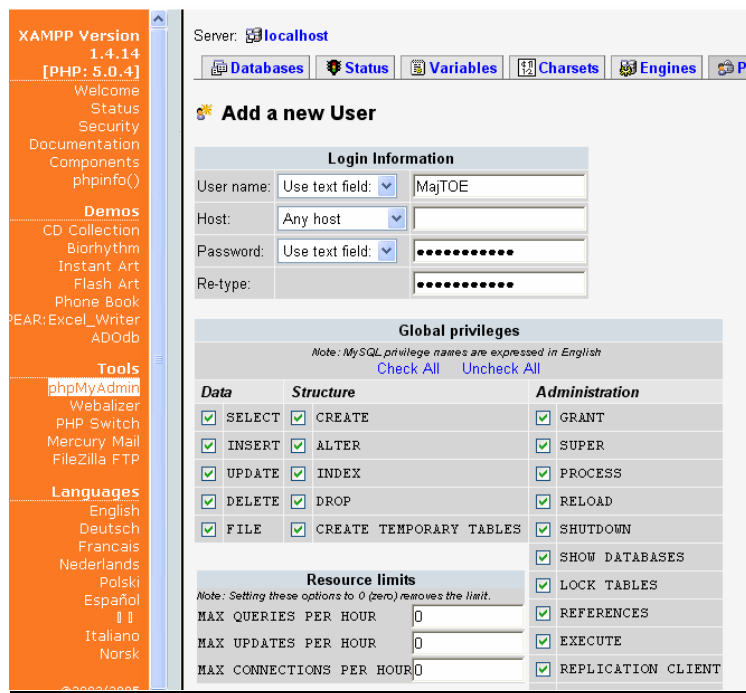 XAMPP Version
1.4.14
[PHP: 5.0.4]
Welcome
Status
Security
Documentation
Components
phpinfo()
Demos
CD Collection
Biorhythm
Instant Art
Flash Art
Phone Book
PEAR:Excel_Writer
ADOdb
Tools
phpMyAdmin
Webalizer
PHP Switch
Mercury Mail
FileZilla FTP
Languages
English
Deutsch
Francais
Nederlands
Polski
Español
Italiano
Norsk
Server: localhost
Databases Status Variables Charsets Engines P
Add a new User
Login Information
User name: Use text field: MajTOE
Host: Any host
Password: Use text field: •••••••••••
Re-type: •••••••••••
Global privileges
Note: MySQL privilege names are expressed in English
Check All Uncheck All
Data Structure Administration
SELECT CREATE GRANT
INSERT ALTER SUPER
UPDATE INDEX PROCESS
DELETE DROP RELOAD
FILE CREATE TEMPORARY TABLES SHUTDOWN
SHOW DATABASES
LOCK TABLES
REFERENCES
EXECUTE
REPLICATION CLIENT
Resource limits
Note: Setting these options to 0 (zero) removes the limit.
MAX QUERIES PER HOUR 0
MAX UPDATES PER HOUR 0
MAX CONNECTIONS PER HOUR 0